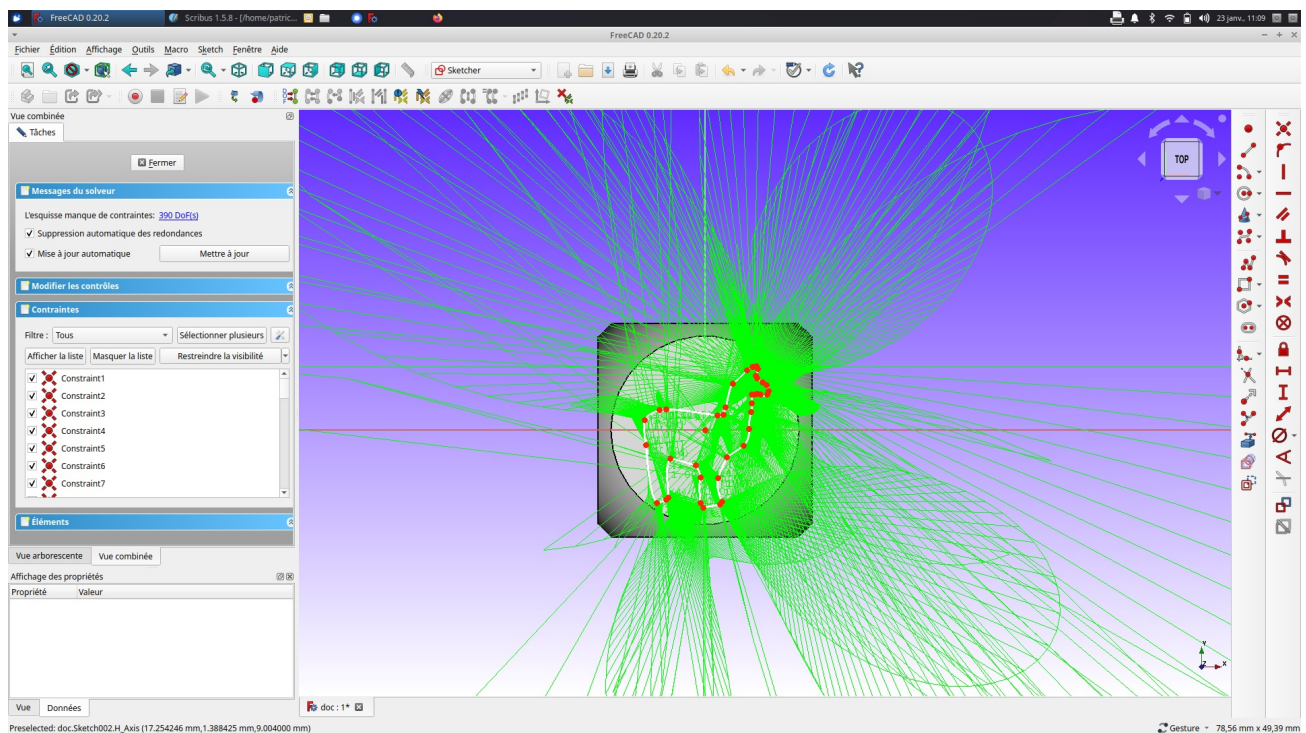 FreeCAD 0.20.2
Scribus 1.5.8 - [/home/patric...
23 janv., 11:09
FreeCAD 0.20.2
Fichier Édition Affichage Outils Macro Sketch Fenêtre Aide
Sketcher
Vue combinée
Tâches
Fermer
Messages du solveur
L'esquisse manque de contraintes: 390 DoF(s)
Suppression automatique des redondances
Mise à jour automatique
Mettre à jour
Modifier les contrôles
Contraintes
Filtre : Tous
Sélectionner plusieurs
Afficher la liste
Masquer la liste
Restreindre la visibilité
Constraint1
Constraint2
Constraint3
Constraint4
Constraint5
Constraint6
Constraint7
Éléments
Vue arborescente
Vue combinée
Affichage des propriétés
Propriété
Valeur
Vue
Données
TOP
Y
Z
X
doc : 1*
Preselected: doc.Sketch002.H_Axis (17.254246 mm,1.388425 mm,9.004000 mm)
Gesture
78,56 mm x 49,39 mm